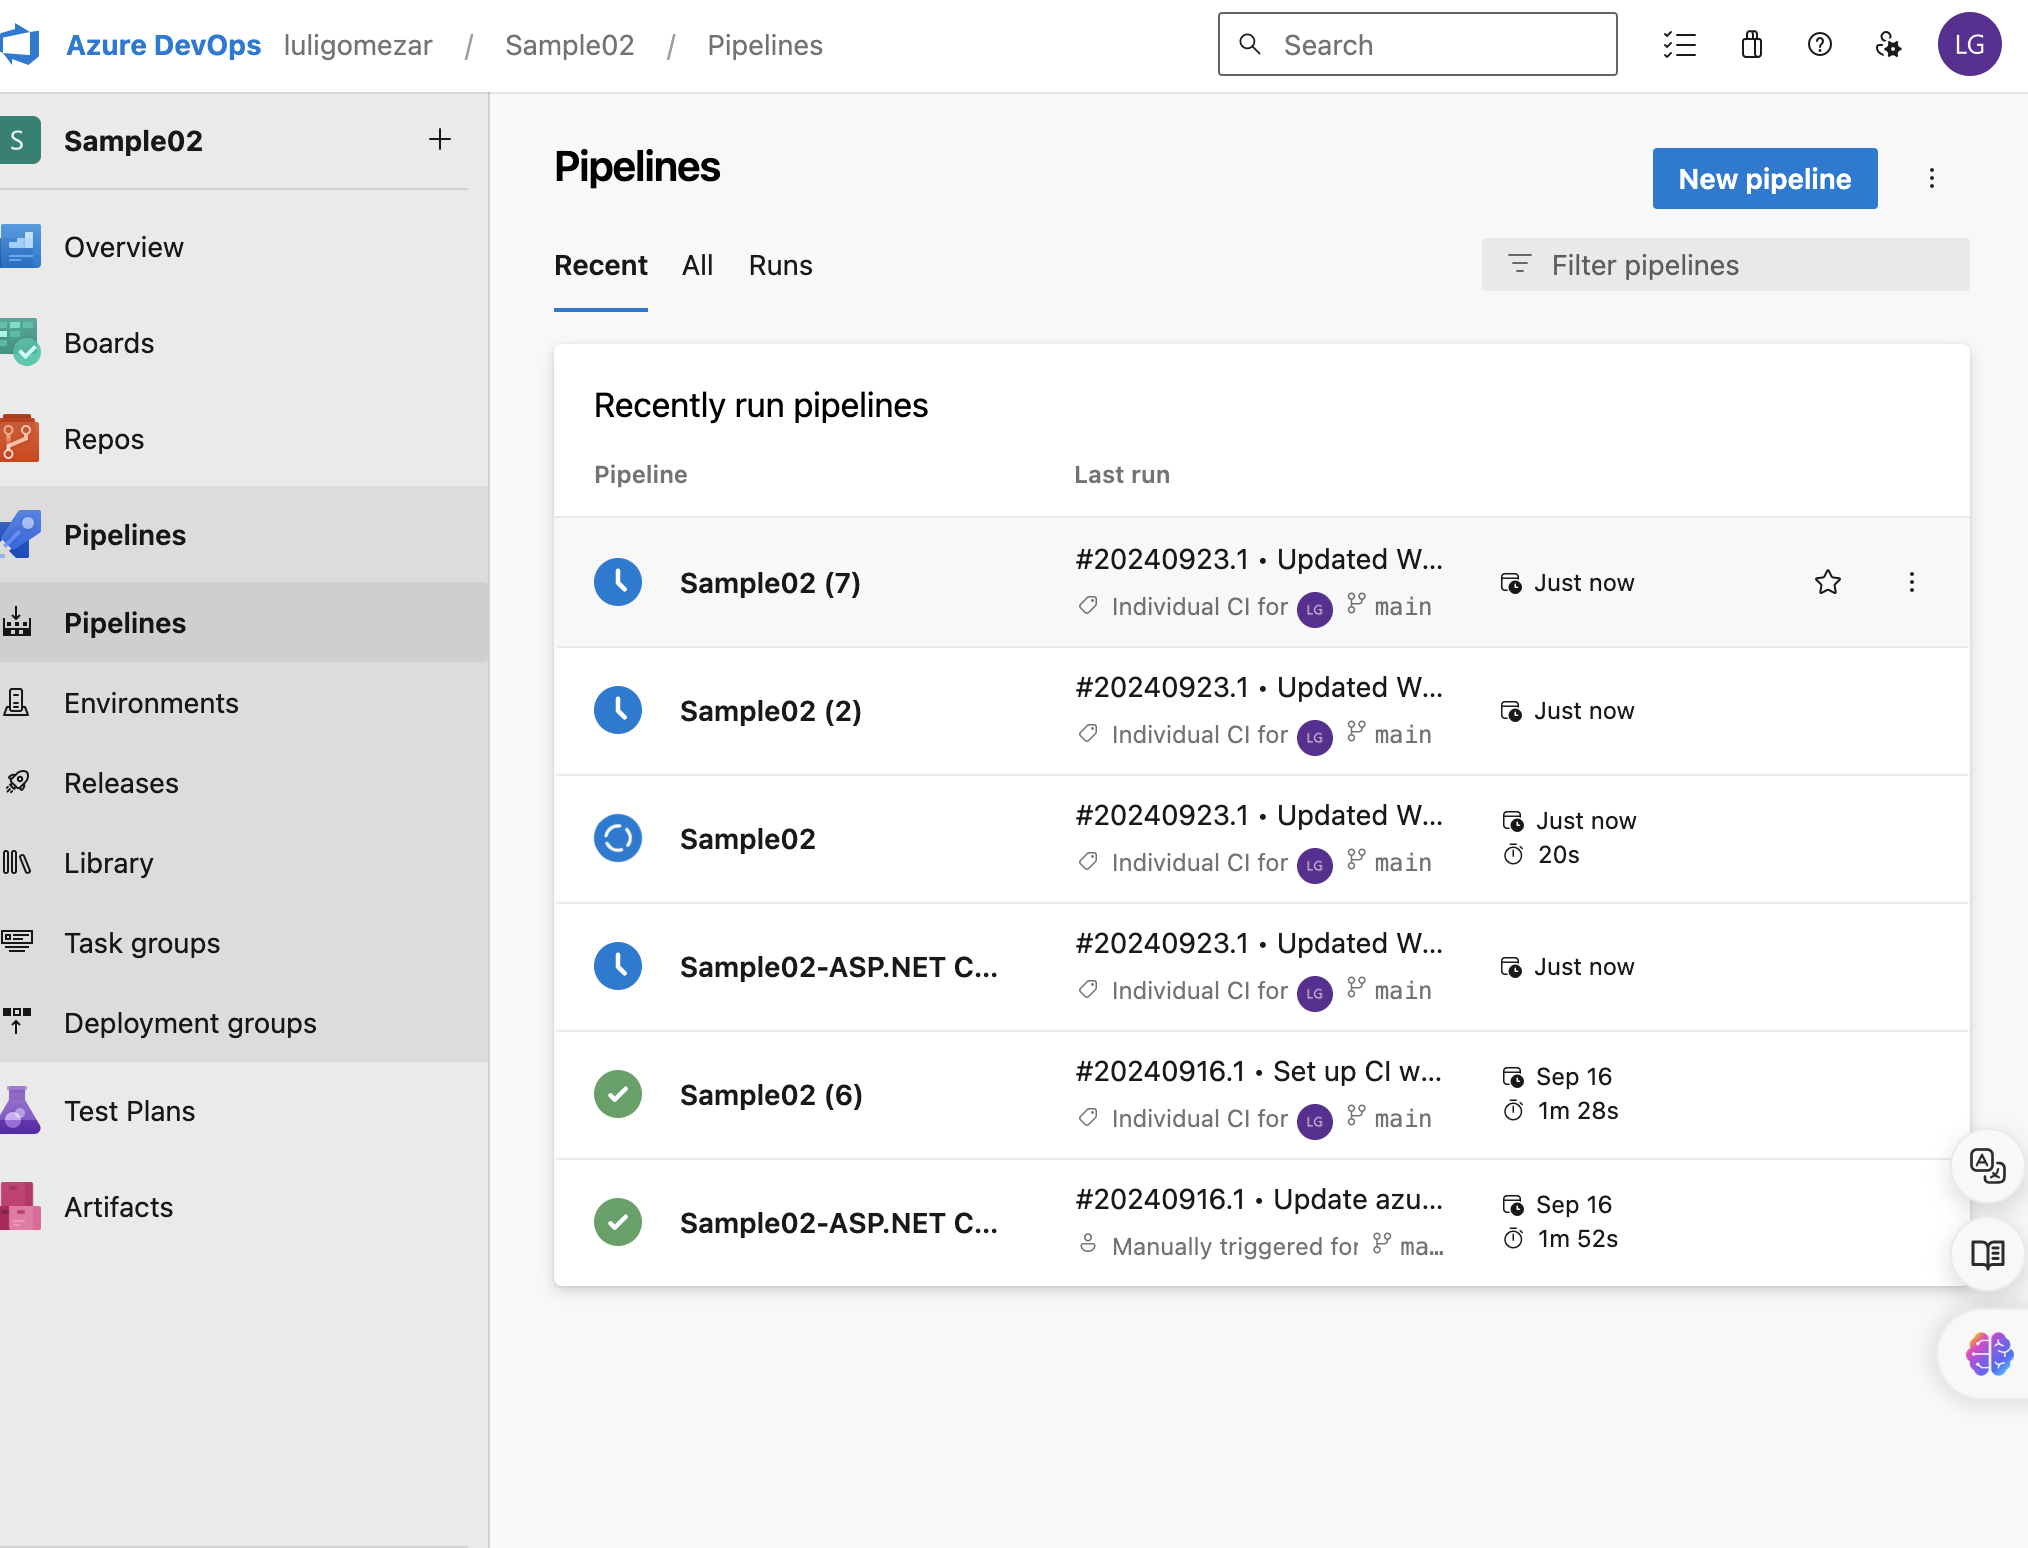 Azure DevOps luligomezar / Sample02 / Pipelines
Search
LG
S Sample02
Overview
Boards
Repos
Pipelines
Pipelines
Environments
Releases
Library
Task groups
Deployment groups
Test Plans
Artifacts
Pipelines
New pipeline
Recent All Runs
Filter pipelines
Recently run pipelines
Pipeline Last run
Sample02 (7)
#20240923.1 • Updated W...
Individual CI for LG main
Just now
Sample02 (2)
#20240923.1 • Updated W...
Individual CI for LG main
Just now
Sample02
#20240923.1 • Updated W...
Individual CI for LG main
Just now
20s
Sample02-ASP.NET C...
#20240923.1 • Updated W...
Individual CI for LG main
Just now
Sample02 (6)
#20240916.1 • Set up CI w...
Individual CI for LG main
Sep 16
1m 28s
Sample02-ASP.NET C...
#20240916.1 • Update azu...
Manually triggered for ma...
Sep 16
1m 52s